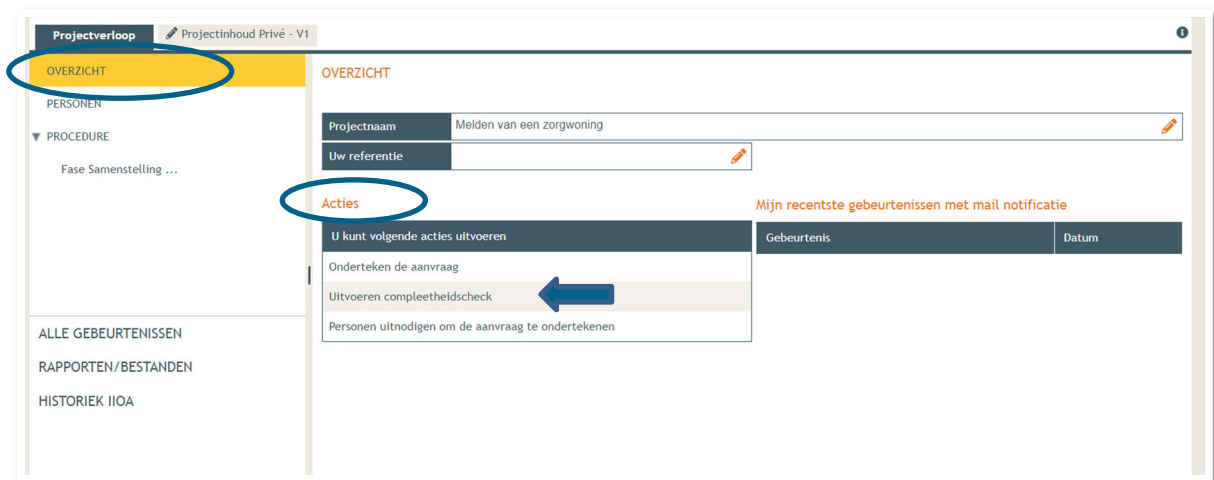 Projectverloop
Projectinhoud Privé - V1
OVERZICHT
PERSONEN
PROCEDURE
Fase Samenstelling ...
ALLE GEBEURTENISSEN
RAPPORTEN/BESTANDEN
HISTORIEK IIOA
OVERZICHT
Projectnaam Melden van een zorgwoning
Uw referentie
Acties
U kunt volgende acties uitvoeren
Onderteken de aanvraag
Uitvoeren compleetheidscheck
Personen uitnodigen om de aanvraag te ondertekenen
Mijn recentste gebeurtenissen met mail notificatie
Gebeurtenis Datum